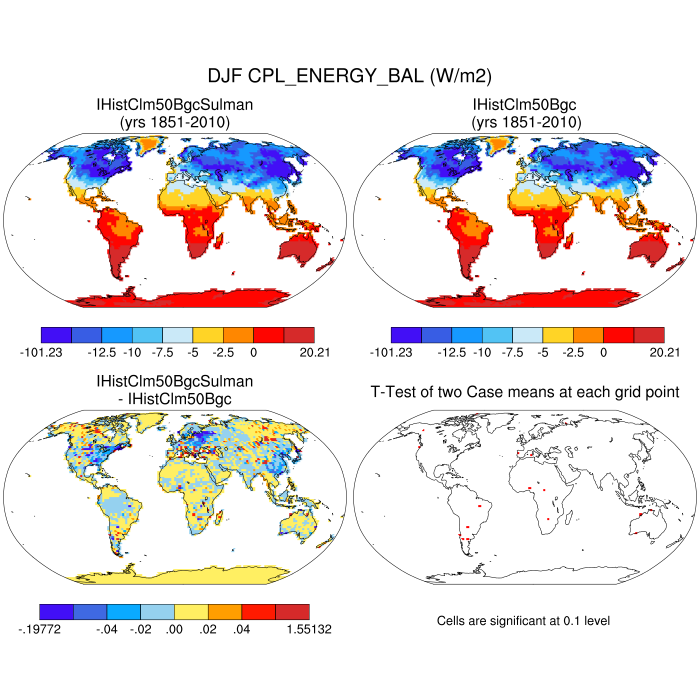 DJF CPL_ENERGY_BAL (W/m2)
IHistClm50BgcSulman
(yrs 1851-2010)
IHistClm50Bgc
(yrs 1851-2010)
-101.23 -12.5 -10 -7.5 -5 -2.5 0 20.21
-101.23 -12.5 -10 -7.5 -5 -2.5 0 20.21
IHistClm50BgcSulman
- IHistClm50Bgc
T-Test of two Case means at each grid point
-.19772 -.04 -.02 .00 .02 .04 1.55132
Cells are significant at 0.1 level